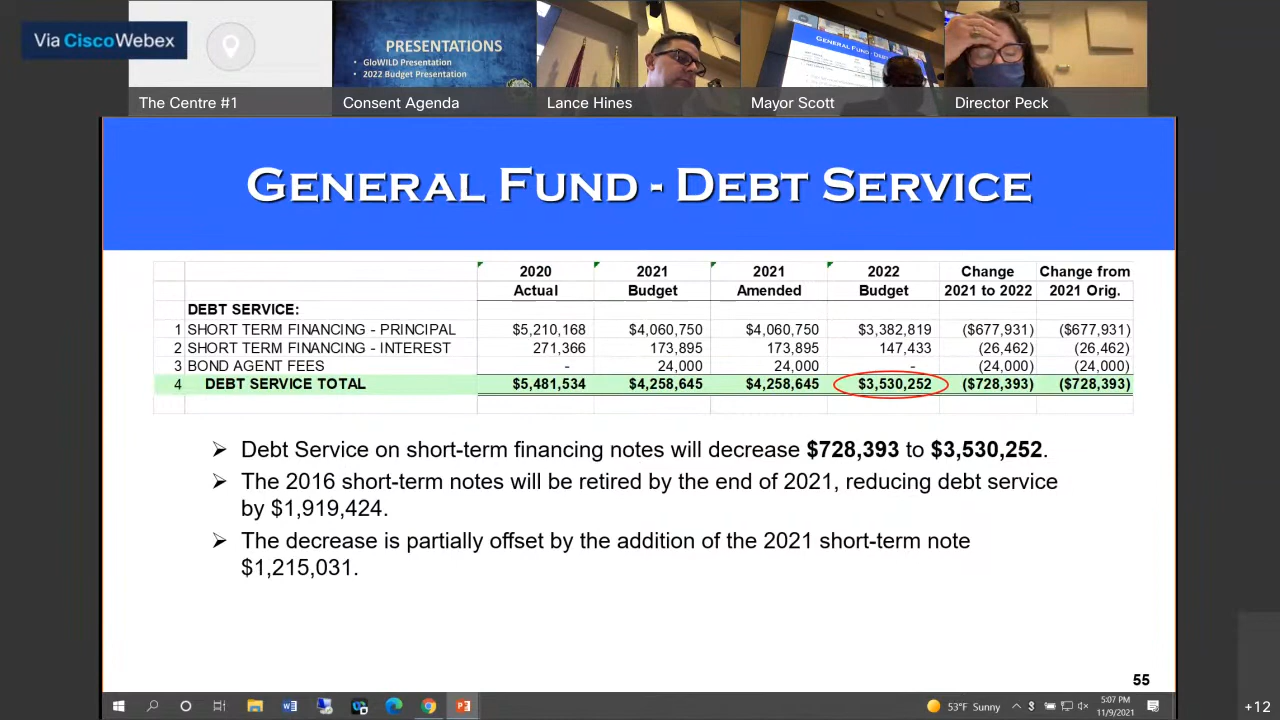 Via Cisco Webex
PRESENTATIONS
• GloWILD Presentation
• 2022 Budget Presentation
GENERAL FUND - DEBT
The Centre #1
Consent Agenda
Lance Hines
Mayor Scott
Director Peck
GENERAL FUND - DEBT SERVICE
2020 2021 2021 2022 Change Change from
Actual Budget Amended Budget 2021 to 2022 2021 Orig.
DEBT SERVICE:
1 SHORT TERM FINANCING - PRINCIPAL $5,210,168 $4,060,750 $4,060,750 $3,382,819 ($677,931) ($677,931)
2 SHORT TERM FINANCING - INTEREST 271,366 173,895 173,895 147,433 (26,462) (26,462)
3 BOND AGENT FEES - 24,000 24,000 - (24,000) (24,000)
4 DEBT SERVICE TOTAL $5,481,534 $4,258,645 $4,258,645 $3,530,252 ($728,393) ($728,393)
➢ Debt Service on short-term financing notes will decrease $728,393 to $3,530,252.
➢ The 2016 short-term notes will be retired by the end of 2021, reducing debt service
by $1,919,424.
➢ The decrease is partially offset by the addition of the 2021 short-term note
$1,215,031.
55
53°F Sunny
5:07 PM
11/9/2021
+12